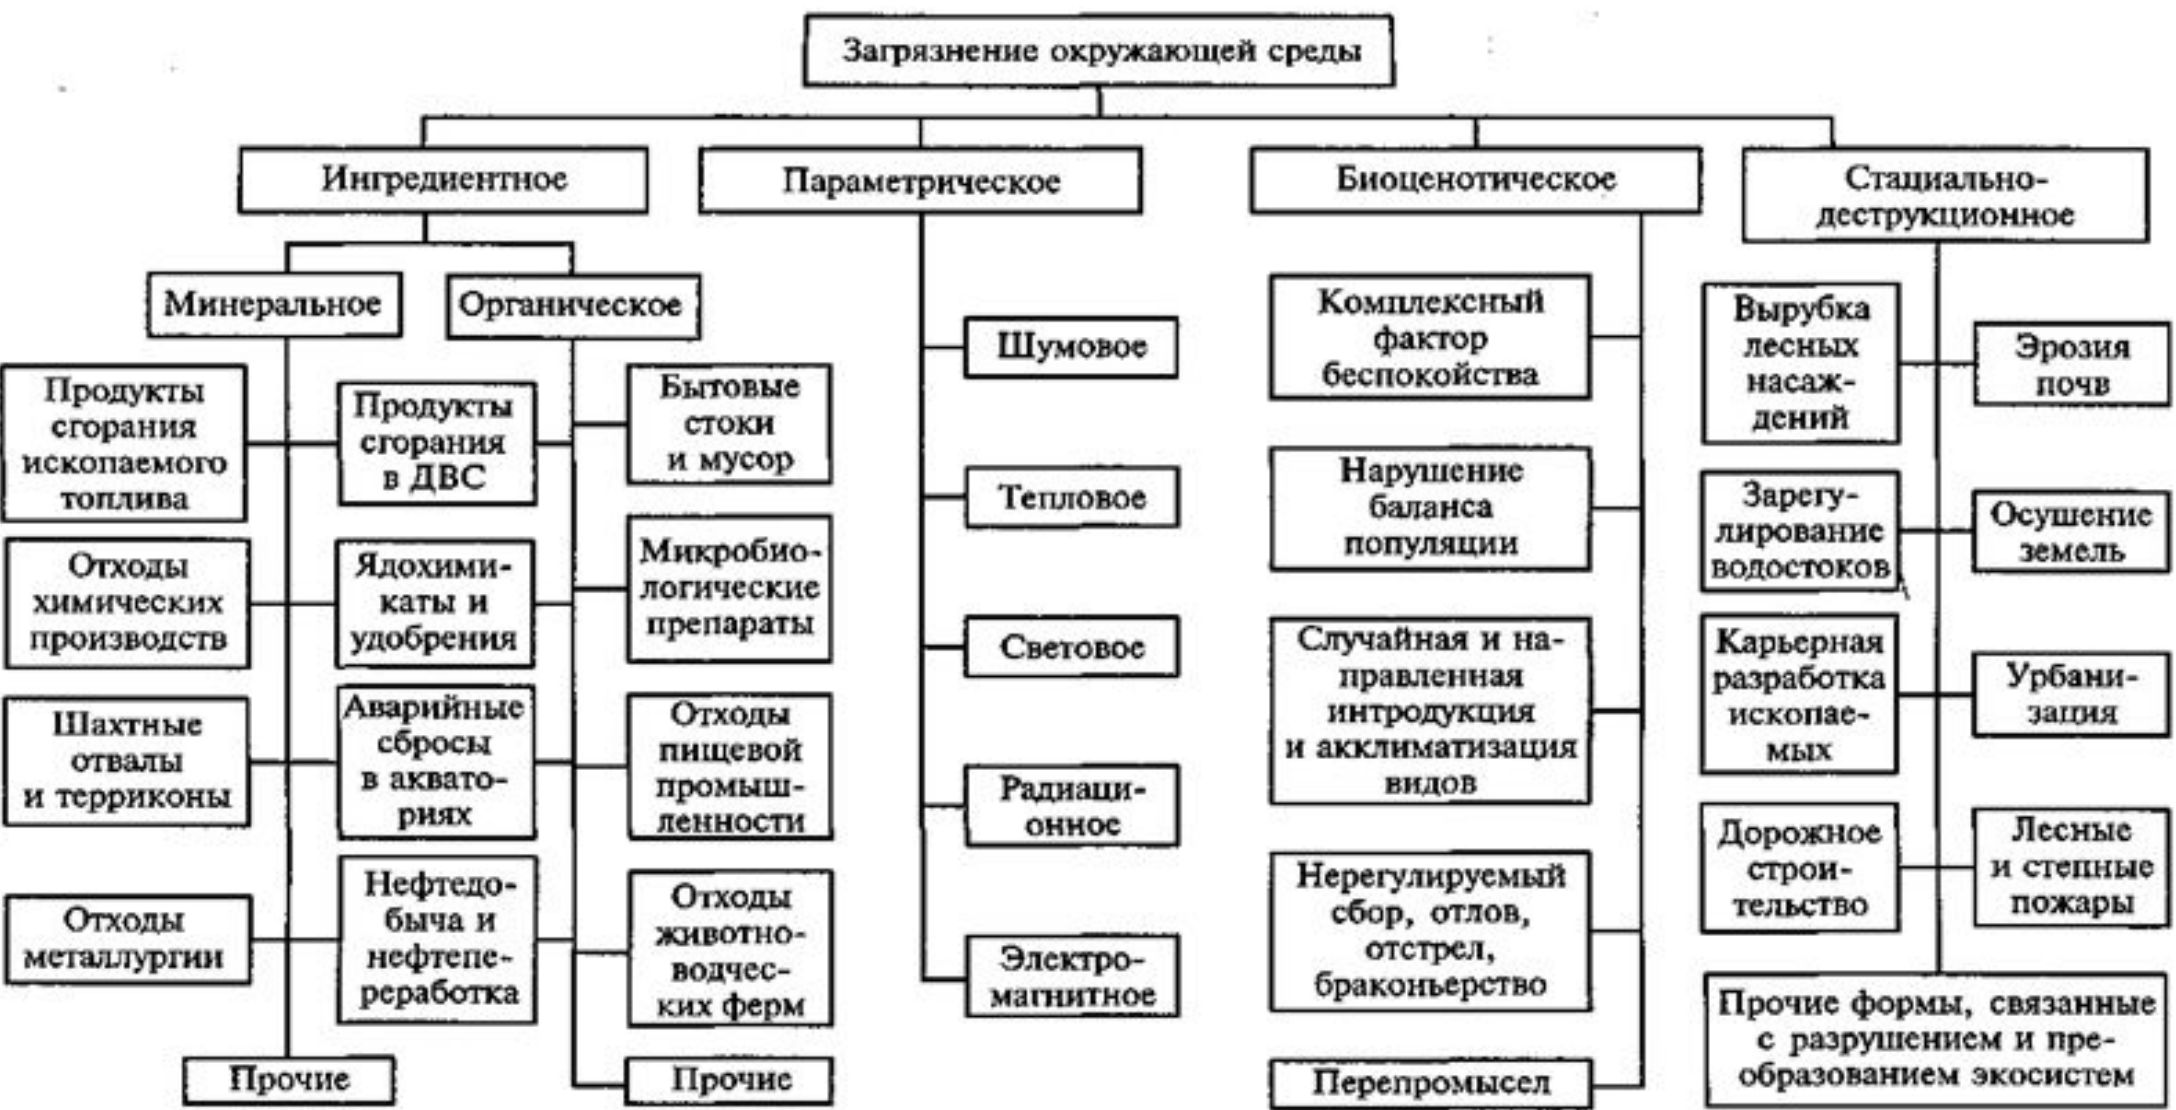 Загрязнение окружающей среды
Ингредиентное
Параметрическое
Биоценотическое
Стациально-
деструкционное
Минеральное
Органическое
Продукты
сгорания
ископаемого
топлива
Отходы
химических
производств
Шахтные
отвалы
и терриконы
Отходы
металлургии
Прочие
Продукты
сгорания
в ДВС
Ядохими-
каты и
удобрения
Аварийные
сбросы
в аквато-
риях
Нефтедо-
быча и
нефтепе-
реработка
Бытовые
стоки
и мусор
Микробио-
логические
препараты
Отходы
пищевой
промыш-
ленности
Отходы
животно-
водчес-
ких ферм
Прочие
Шумовое
Тепловое
Световое
Радиаци-
онное
Электро-
магнитное
Комплексный
фактор
беспокойства
Нарушение
баланса
популяции
Случайная и на-
правленная
интродукция
и акклиматизация
видов
Нерегулируемый
сбор, отлов,
отстрел,
браконьерство
Перепромысел
Вырубка
лесных
насаж-
дений
Зарегу-
лирование
водостоков
Карьерная
разработка
ископае-
мых
Дорожное
строи-
тельство
Эрозия
почв
Осушение
земель
Урбани-
зация
Лесные
и степные
пожары
Прочие формы, связанные
с разрушением и пре-
образованием экосистем